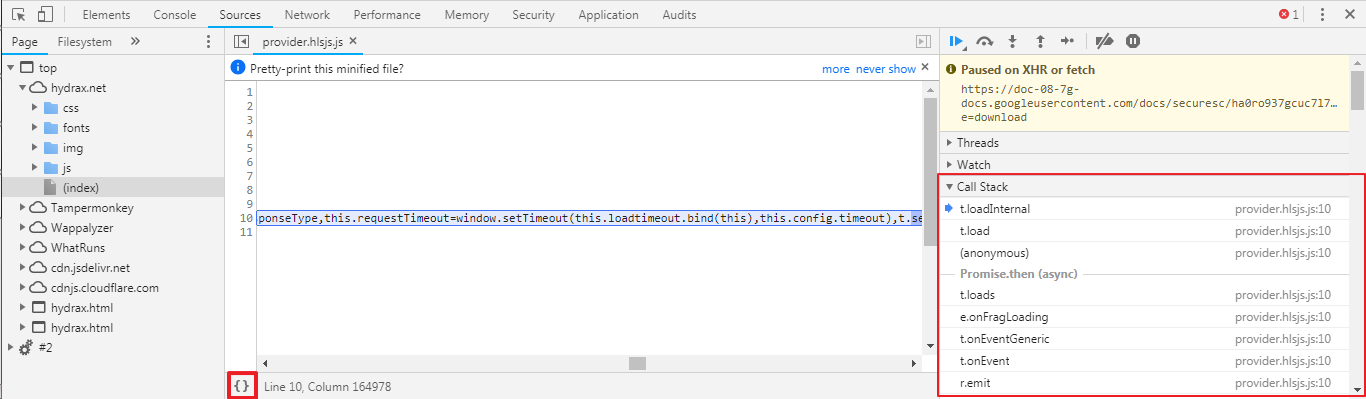 Elements Console Sources Network Performance Memory Security Application Audits 1
Page Filesystem »
top
hydrax.net
css
fonts
img
js
(index)
Tampermonkey
Wappalyzer
WhatRuns
cdn.jsdelivr.net
cdnjs.cloudflare.com
hydrax.html
hydrax.html
#2
provider.hlsjs.js
Pretty-print this minified file? more never show
1
2
3
4
5
6
7
8
9
10 ponseType,this.requestTimeout=window.setTimeout(this.loadtimeout.bind(this),this.config.timeout),t.se
11
{} Line 10, Column 164978
Paused on XHR or fetch
https://doc-08-7g-
docs.googleusercontent.com/docs/securesc/ha0ro937gcuc7l7…
e=download
Threads
Watch
Call Stack
t.loadInternal provider.hlsjs.js:10
t.load provider.hlsjs.js:10
(anonymous) provider.hlsjs.js:10
Promise.then (async)
t.loads provider.hlsjs.js:10
e.onFragLoading provider.hlsjs.js:10
t.onEventGeneric provider.hlsjs.js:10
t.onEvent provider.hlsjs.js:10
r.emit provider.hlsjs.js:10